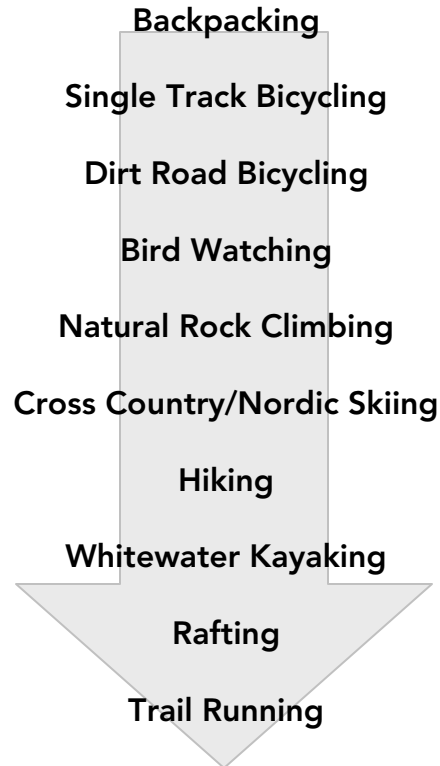 Backpacking
Single Track Bicycling
Dirt Road Bicycling
Bird Watching
Natural Rock Climbing
Cross Country/Nordic Skiing
Hiking
Whitewater Kayaking
Rafting
Trail Running